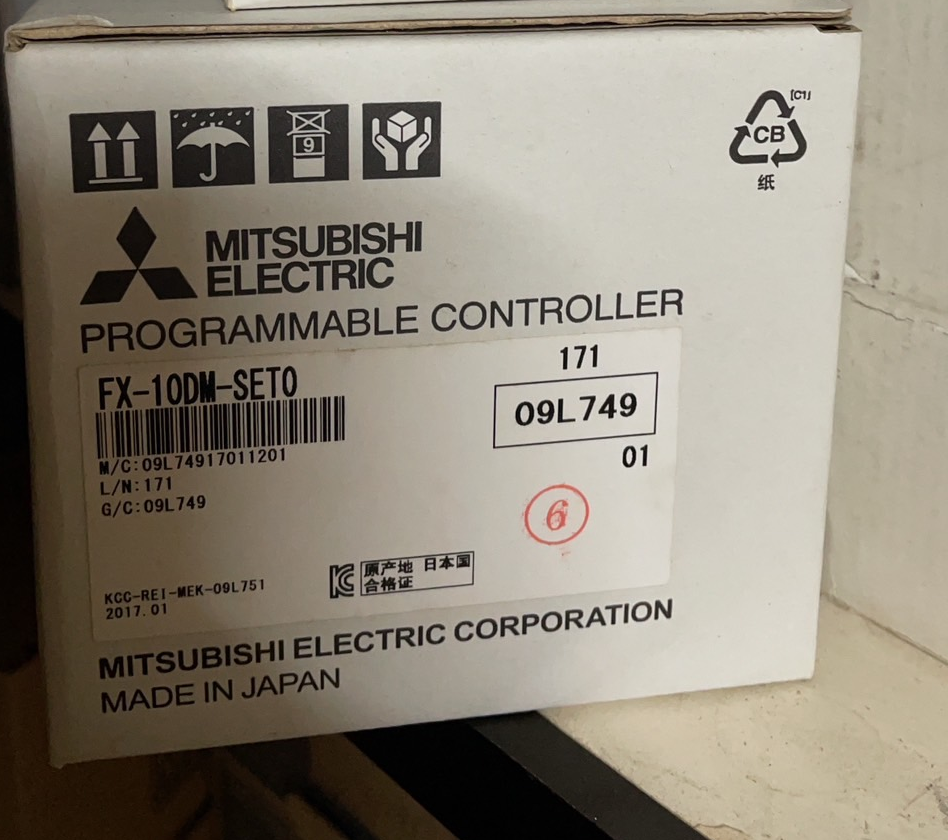 9
[C1]
CB
纸
MITSUBISHI
ELECTRIC
PROGRAMMABLE CONTROLLER
FX-10DM-SET0
171
09L749
01
M/C:09L74917011201
L/N:171
G/C:09L749
6
KCC-REI-MEK-09L751
2017.01
原产地 日本国
合格证
MITSUBISHI ELECTRIC CORPORATION
MADE IN JAPAN